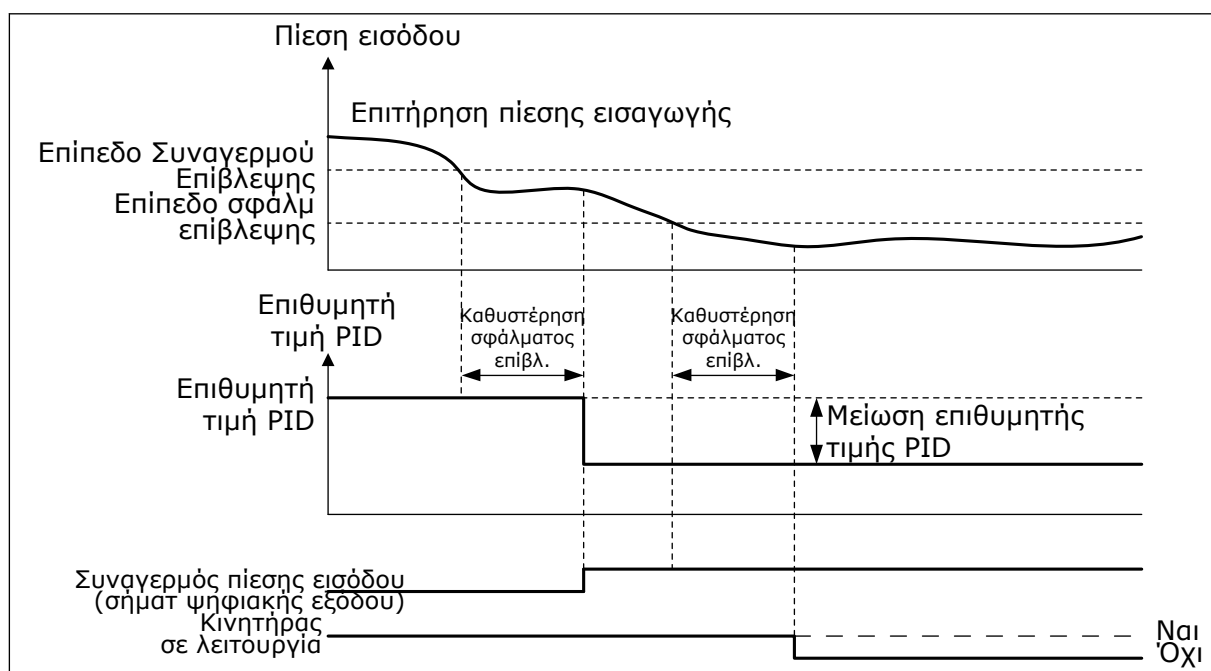 Πίεση εισόδου
Επιτήρηση πίεσης εισαγωγής
Επίπεδο Συναγερμού
Επίβλεψης
Επίπεδο σφάλμ
επίβλεψης
Επιθυμητή
τιμή PID
Καθυστέρηση
σφάλματος
επίβλ.
Καθυστέρηση
σφάλματος
επίβλ.
Επιθυμητή
τιμή PID
Μείωση επιθυμητής
τιμής PID
Συναγερμός πίεσης εισόδου
(σήματ ψηφιακής εξόδου)
Κινητήρας
σε λειτουργία
Ναι
Όχι